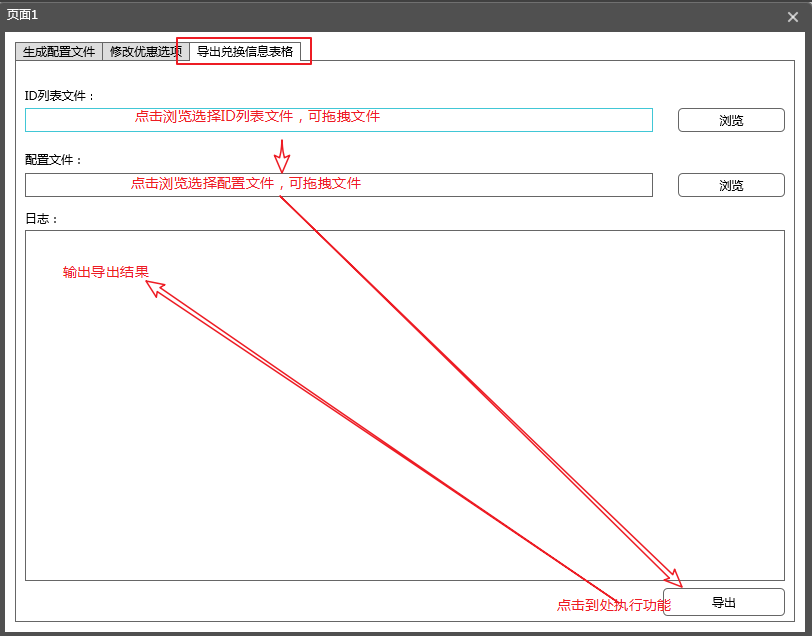 页面1
生成配置文件 修改优惠选项 导出兑换信息表格
ID列表文件：
点击浏览选择ID列表文件，可拖拽文件
浏览
配置文件：
点击浏览选择配置文件，可拖拽文件
浏览
日志：
输出导出结果
点击到处执行功能
导出